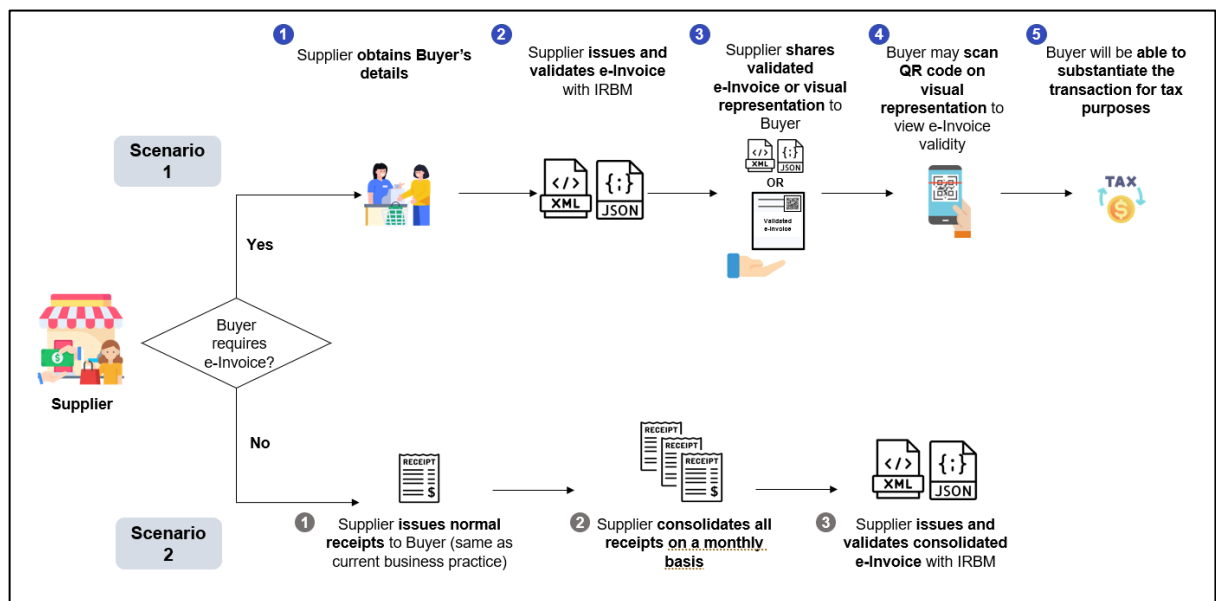 1
Supplier obtains Buyer's
details
2
Supplier issues and
validates e-Invoice
with IRBM
3
Supplier shares
validated
e-Invoice or visual
representation to
Buyer
4
Buyer may scan
QR code on
visual
representation to
view e-Invoice
validity
5
Buyer will be able to
substantiate the
transaction for tax
purposes
Scenario
1
</>
XML
{;}
JSON
</>
XML
{;}
JSON
OR
Validated
e-Invoice
TAX
$
Yes
$
Supplier
Buyer
requires
e-Invoice?
No
Scenario
2
RECEIPT
$
1
Supplier issues normal
receipts to Buyer (same as
current business practice)
RECEIPT
RECEIPT
RECEIPT
$
2
Supplier consolidates all
receipts on a monthly
basis
</>
XML
{;}
JSON
3
Supplier issues and
validates consolidated
e-Invoice with IRBM